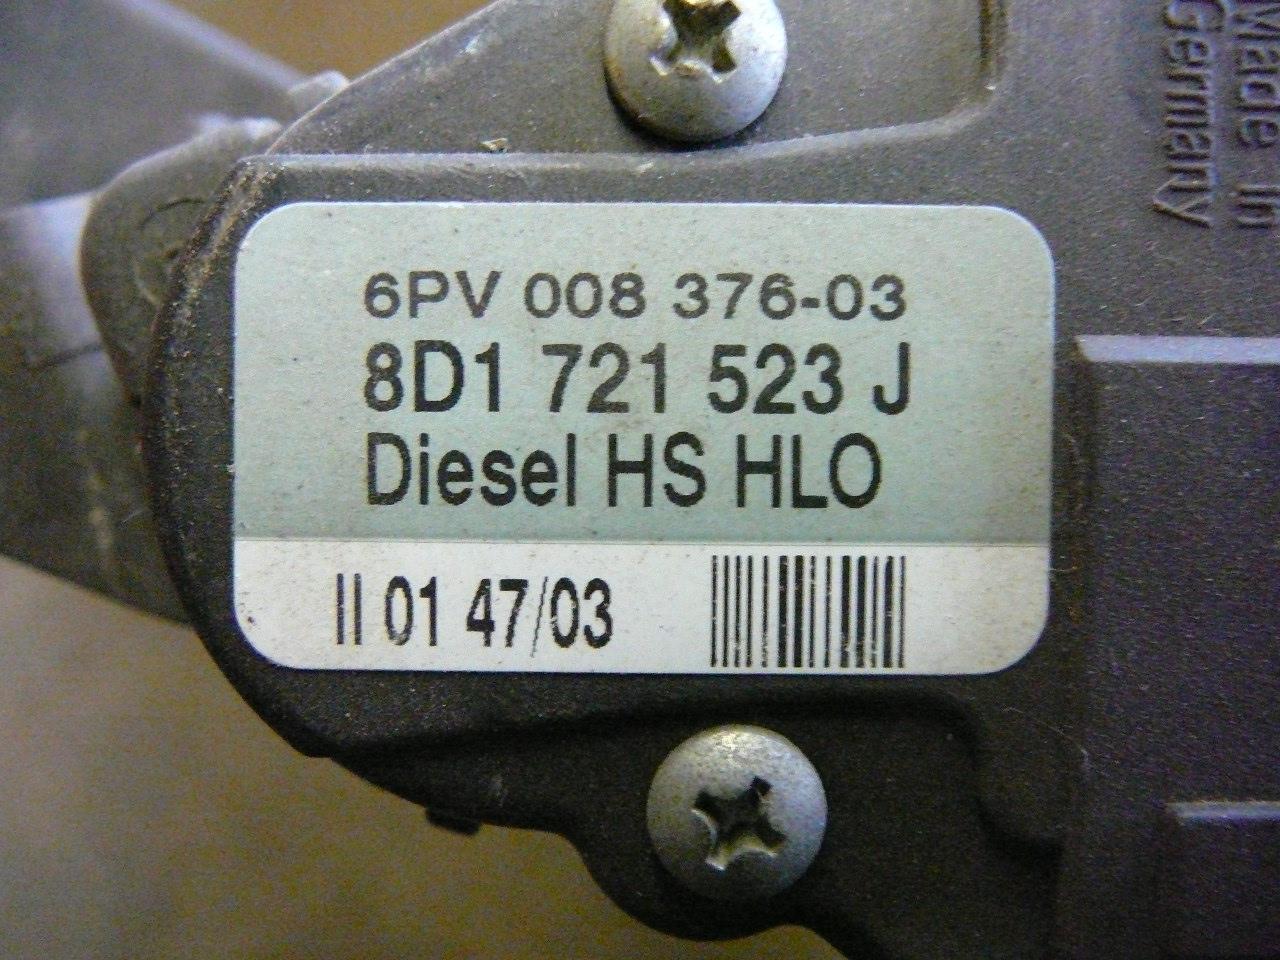 Made in
Germany
6PV 008 376-03
8D1 721 523 J
Diesel HS HLO
II 01 47/03